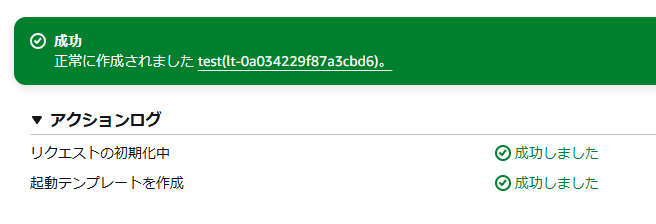 成功
正常に作成されました test(lt-0a034229f87a3cbd6)。
▼ アクションログ
リクエストの初期化中 成功しました
起動テンプレートを作成 成功しました